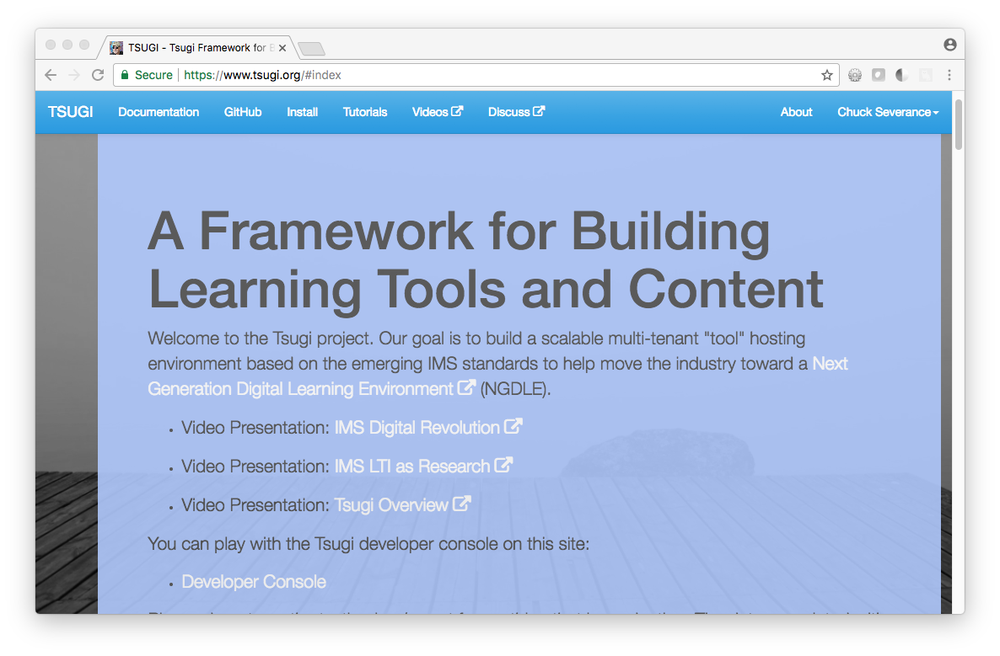 TSUGI - Tsugi Framework for B
Secure https://www.tsugi.org/#index
TSUGI Documentation GitHub Install Tutorials Videos Discuss About Chuck Severance
A Framework for Building
Learning Tools and Content
Welcome to the Tsugi project. Our goal is to build a scalable multi-tenant "tool" hosting
environment based on the emerging IMS standards to help move the industry toward a Next
Generation Digital Learning Environment (NGDLE).
• Video Presentation: IMS Digital Revolution
• Video Presentation: IMS LTI as Research
• Video Presentation: Tsugi Overview
You can play with the Tsugi developer console on this site:
• Developer Console